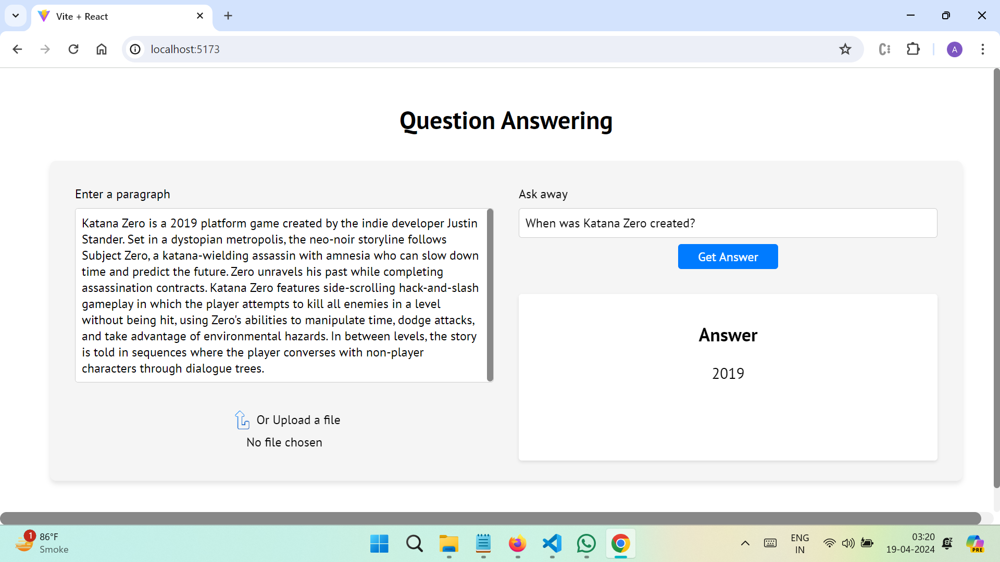 Vite + React
localhost:5173
A
Question Answering
Enter a paragraph
Katana Zero is a 2019 platform game created by the indie developer Justin
Stander. Set in a dystopian metropolis, the neo-noir storyline follows
Subject Zero, a katana-wielding assassin with amnesia who can slow down
time and predict the future. Zero unravels his past while completing
assassination contracts. Katana Zero features side-scrolling hack-and-slash
gameplay in which the player attempts to kill all enemies in a level
without being hit, using Zero's abilities to manipulate time, dodge attacks,
and take advantage of environmental hazards. In between levels, the story
is told in sequences where the player converses with non-player
characters through dialogue trees.
Or Upload a file
No file chosen
Ask away
When was Katana Zero created?
Get Answer
Answer
2019
1
86°F
Smoke
ENG
IN
03:20
19-04-2024
PRE